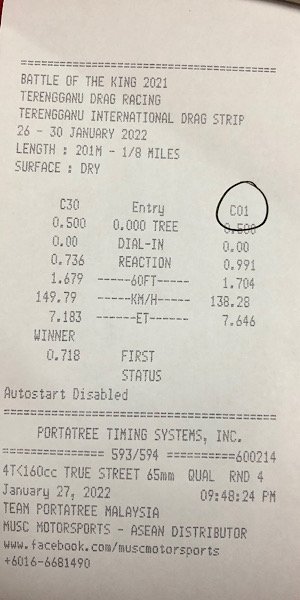 ==================================
BATTLE OF THE KING 2021
TERENGGANU DRAG RACING
TERENGGANU INTERNATIONAL DRAG STRIP
26 - 30 JANUARY 2022
LENGTH : 201M - 1/8 MILES
SURFACE : DRY
C30 Entry C01
0.500 0.000 TREE 0.500
0.00 DIAL-IN 0.00
0.736 REACTION 0.991
1.679 -----60FT----- 1.704
149.79 -----KM/H----- 138.28
7.183 ------ET------ 7.646
WINNER
0.718 FIRST
STATUS
Autostart Disabled
==================================
PORTATREE TIMING SYSTEMS, INC.
============== 593/594 ==========600214
4T<160cc TRUE STREET 65mm QUAL RND 4
January 27, 2022 09:48:24 PM
TEAM PORTATREE MALAYSIA
MUSC MOTORSPORTS - ASEAN DISTRIBUTOR
www.facebook.com/muscmotorsports
+6016-6681490